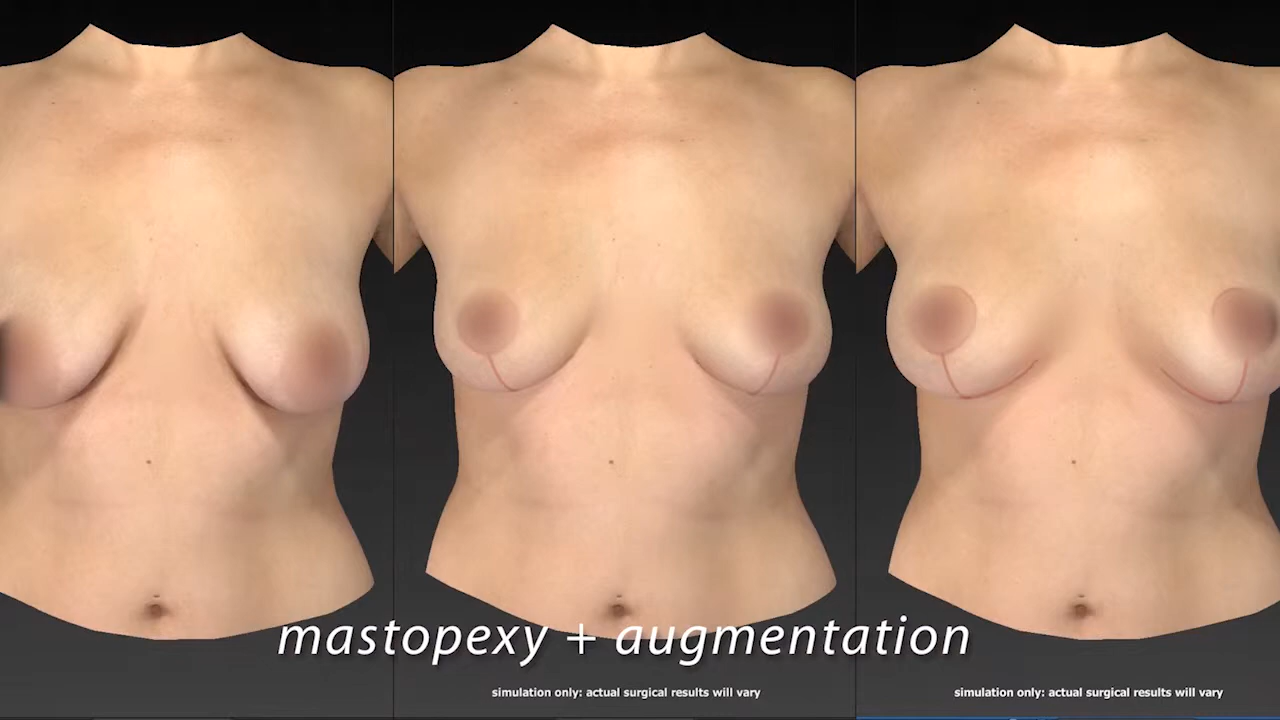 mastopexy + augmentation
simulation only: actual surgical results will vary
simulation only: actual surgical results will vary